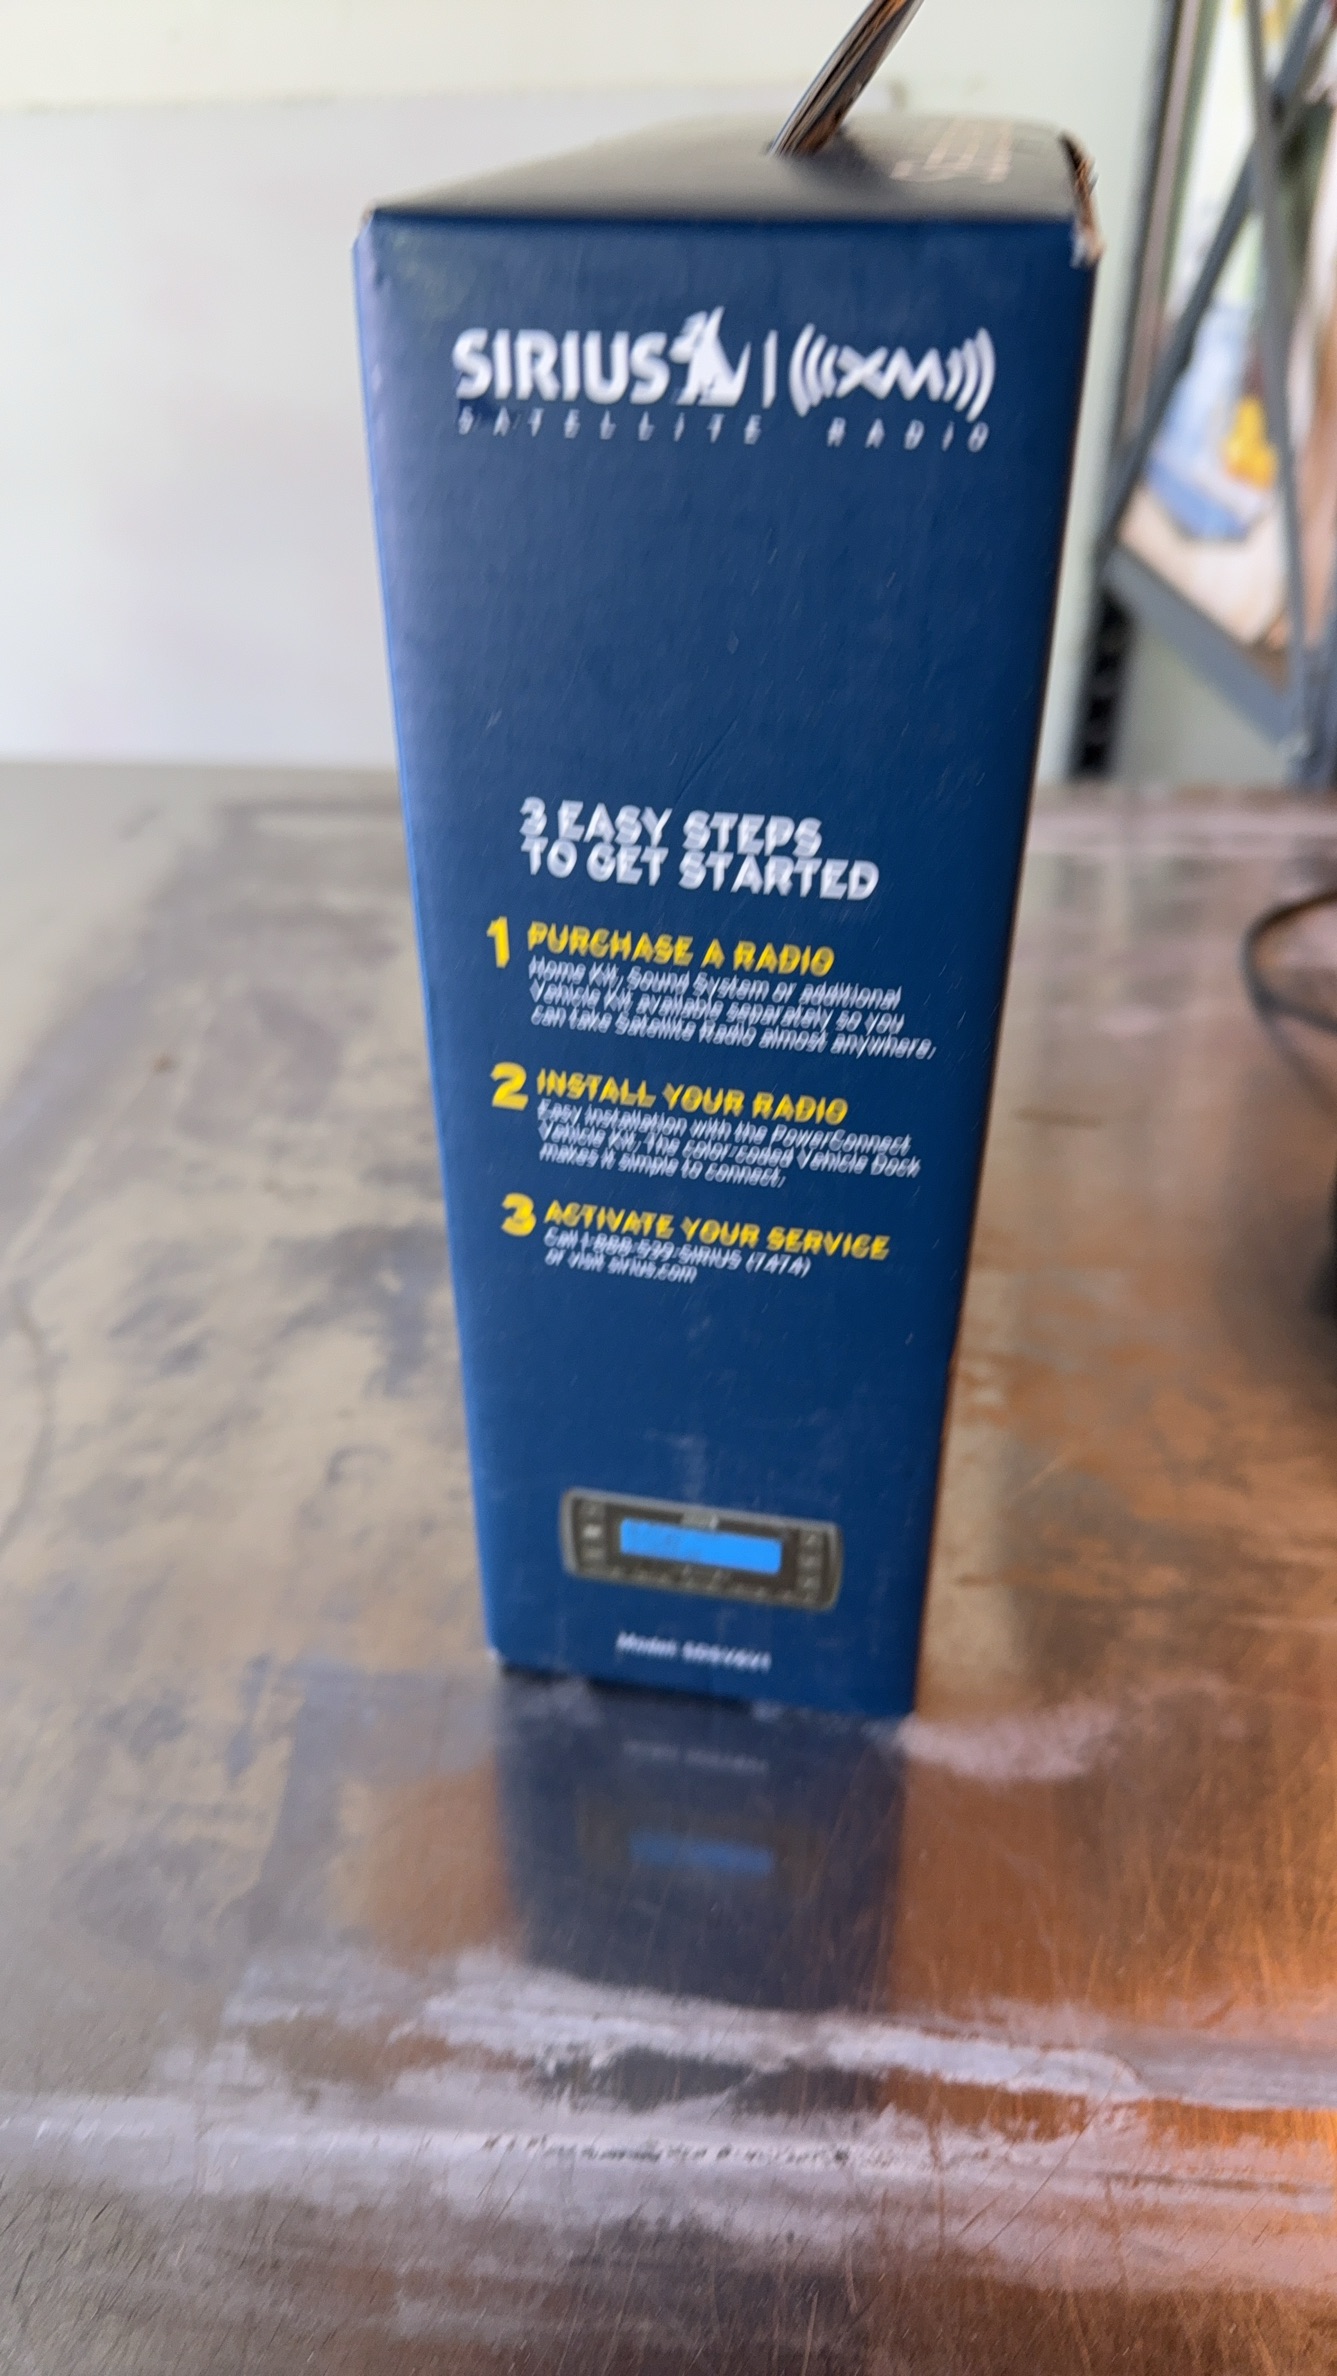 SIRIUS | XM
SATELLITE RADIO
3 EASY STEPS
TO GET STARTED
1 PURCHASE A RADIO
Home Kit, Sound System or additional
Vehicle Kit available separately so you
can take Satellite Radio almost anywhere.
2 INSTALL YOUR RADIO
Easy installation with the PowerConnect
Vehicle Kit. The color-coded Vehicle Dock
makes it simple to connect.
3 ACTIVATE YOUR SERVICE
Call 1-888-539-SIRIUS (7474)
or visit sirius.com
Model: